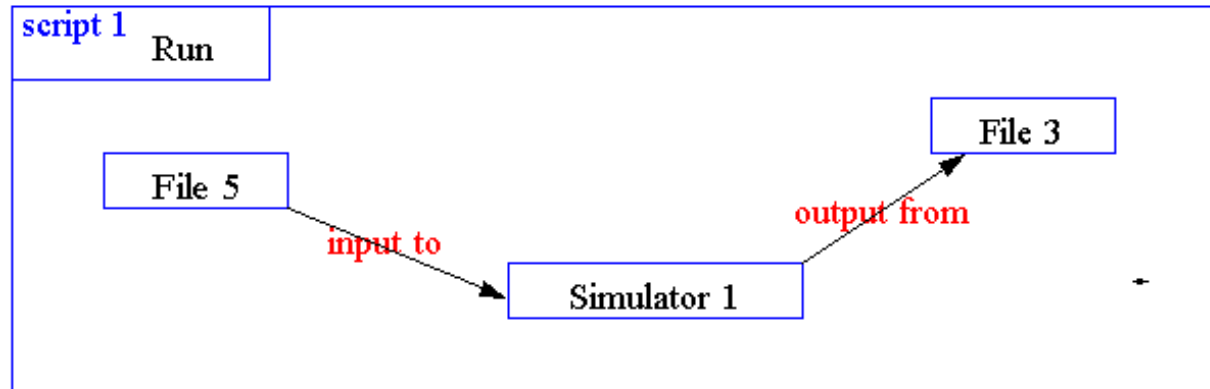 script 1
Run
File 3
File 5
output from
input to
Simulator 1